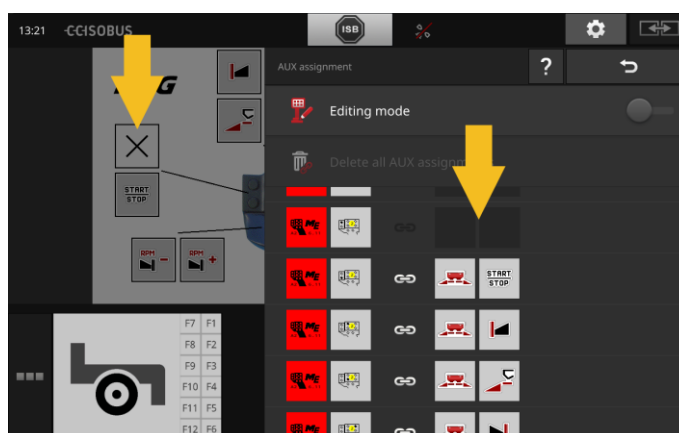 13:21
CCISOBUS
ISB
AUX assignment
?
Editing mode
Delete all AUX
START
STOP
START
STOP
RPM
-
RPM
+
F7 F1
F8 F2
F9 F3
F10 F4
F11 F5
F12 F6